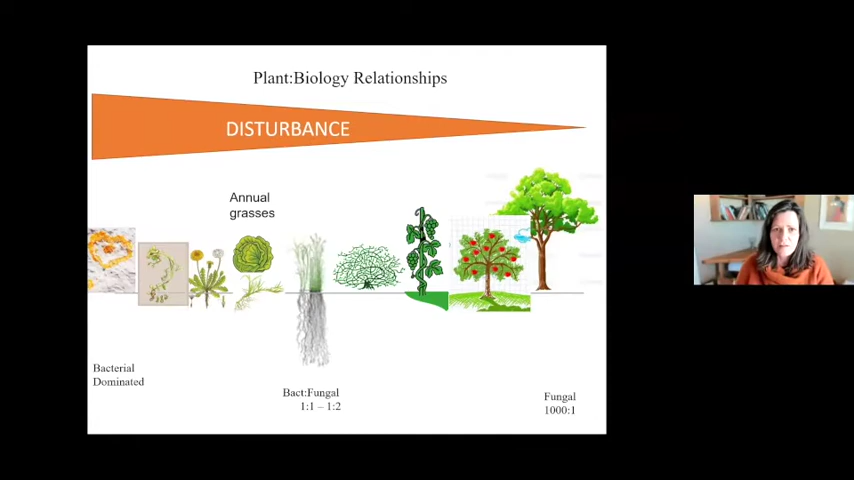 Plant:Biology Relationships
DISTURBANCE
Annual
grasses
Bacterial
Dominated
Bact:Fungal
1:1 – 1:2
Fungal
1000:1